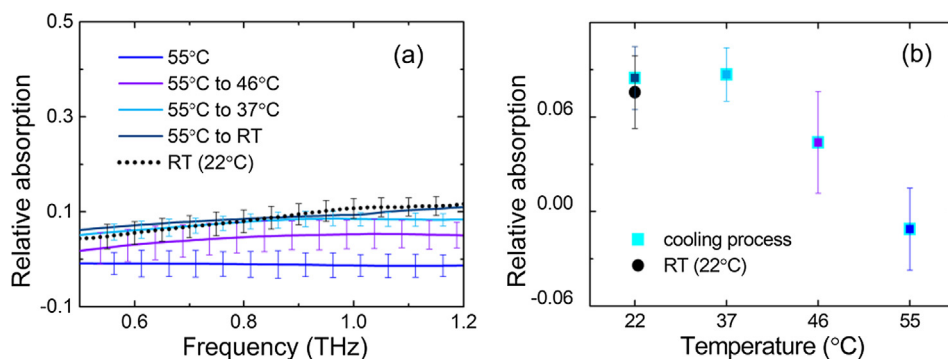 0.5
0.3
0.1
-0.1
Relative absorption
(a)
55°C
55°C to 46°C
55°C to 37°C
55°C to RT
RT (22°C)
0.6 0.8 1.0 1.2
Frequency (THz)
(b)
0.06
0.00
-0.06
Relative absorption
cooling process
RT (22°C)
22 37 46 55
Temperature (°C)